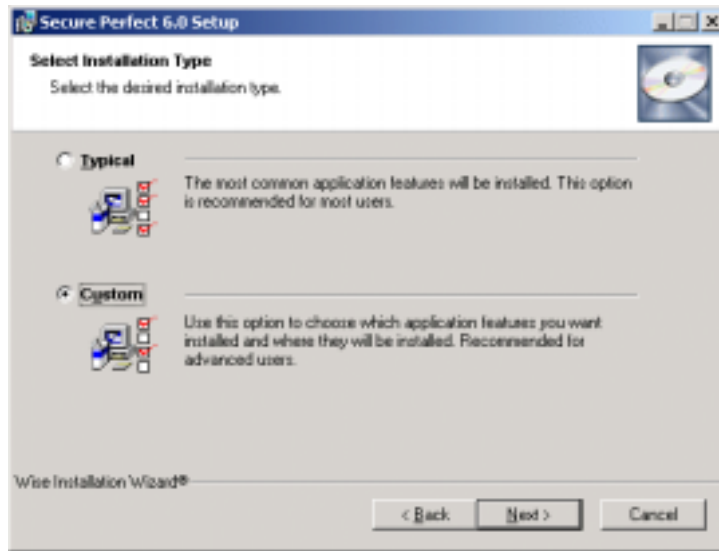 Secure Perfect 6.0 Setup
Select Installation Type
Select the desired installation type.
Typical
The most common application features will be installed. This option
is recommended for most users.
Custom
Use this option to choose which application features you want
installed and where they will be installed. Recommended for
advanced users.
Wise Installation Wizard®
< Back
Next >
Cancel